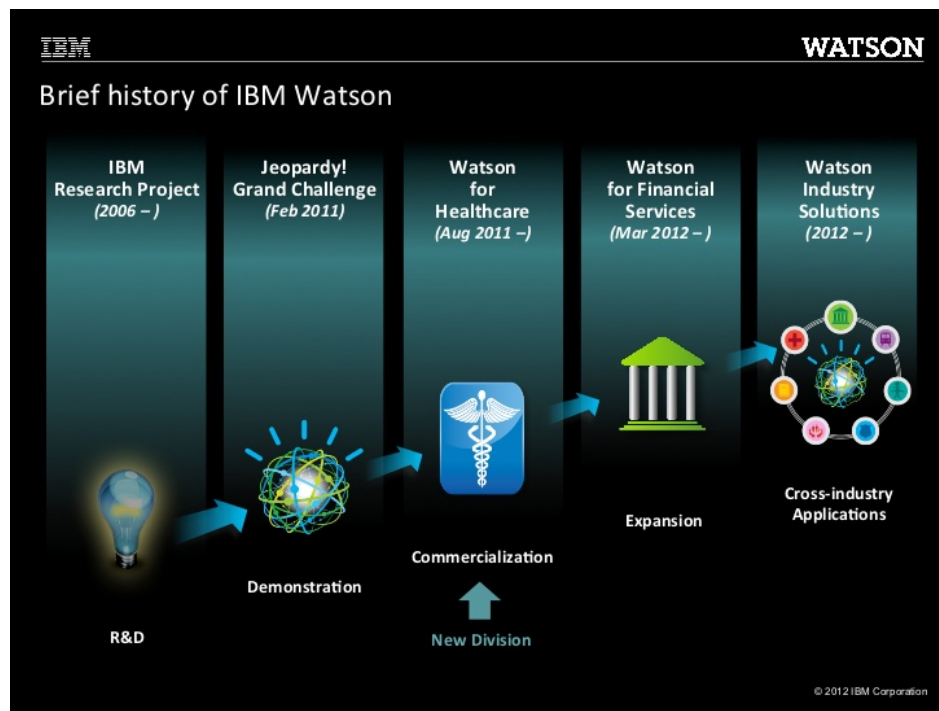 IBM
WATSON
Brief history of IBM Watson
IBM
Research Project
(2006 – )
Jeopardy!
Grand Challenge
(Feb 2011)
Watson
for
Healthcare
(Aug 2011 –)
Watson
for Financial
Services
(Mar 2012 – )
Watson
Industry
Solutions
(2012 – )
R&D
Demonstration
Commercialization
New Division
Expansion
Cross-industry
Applications
© 2012 IBM Corporation